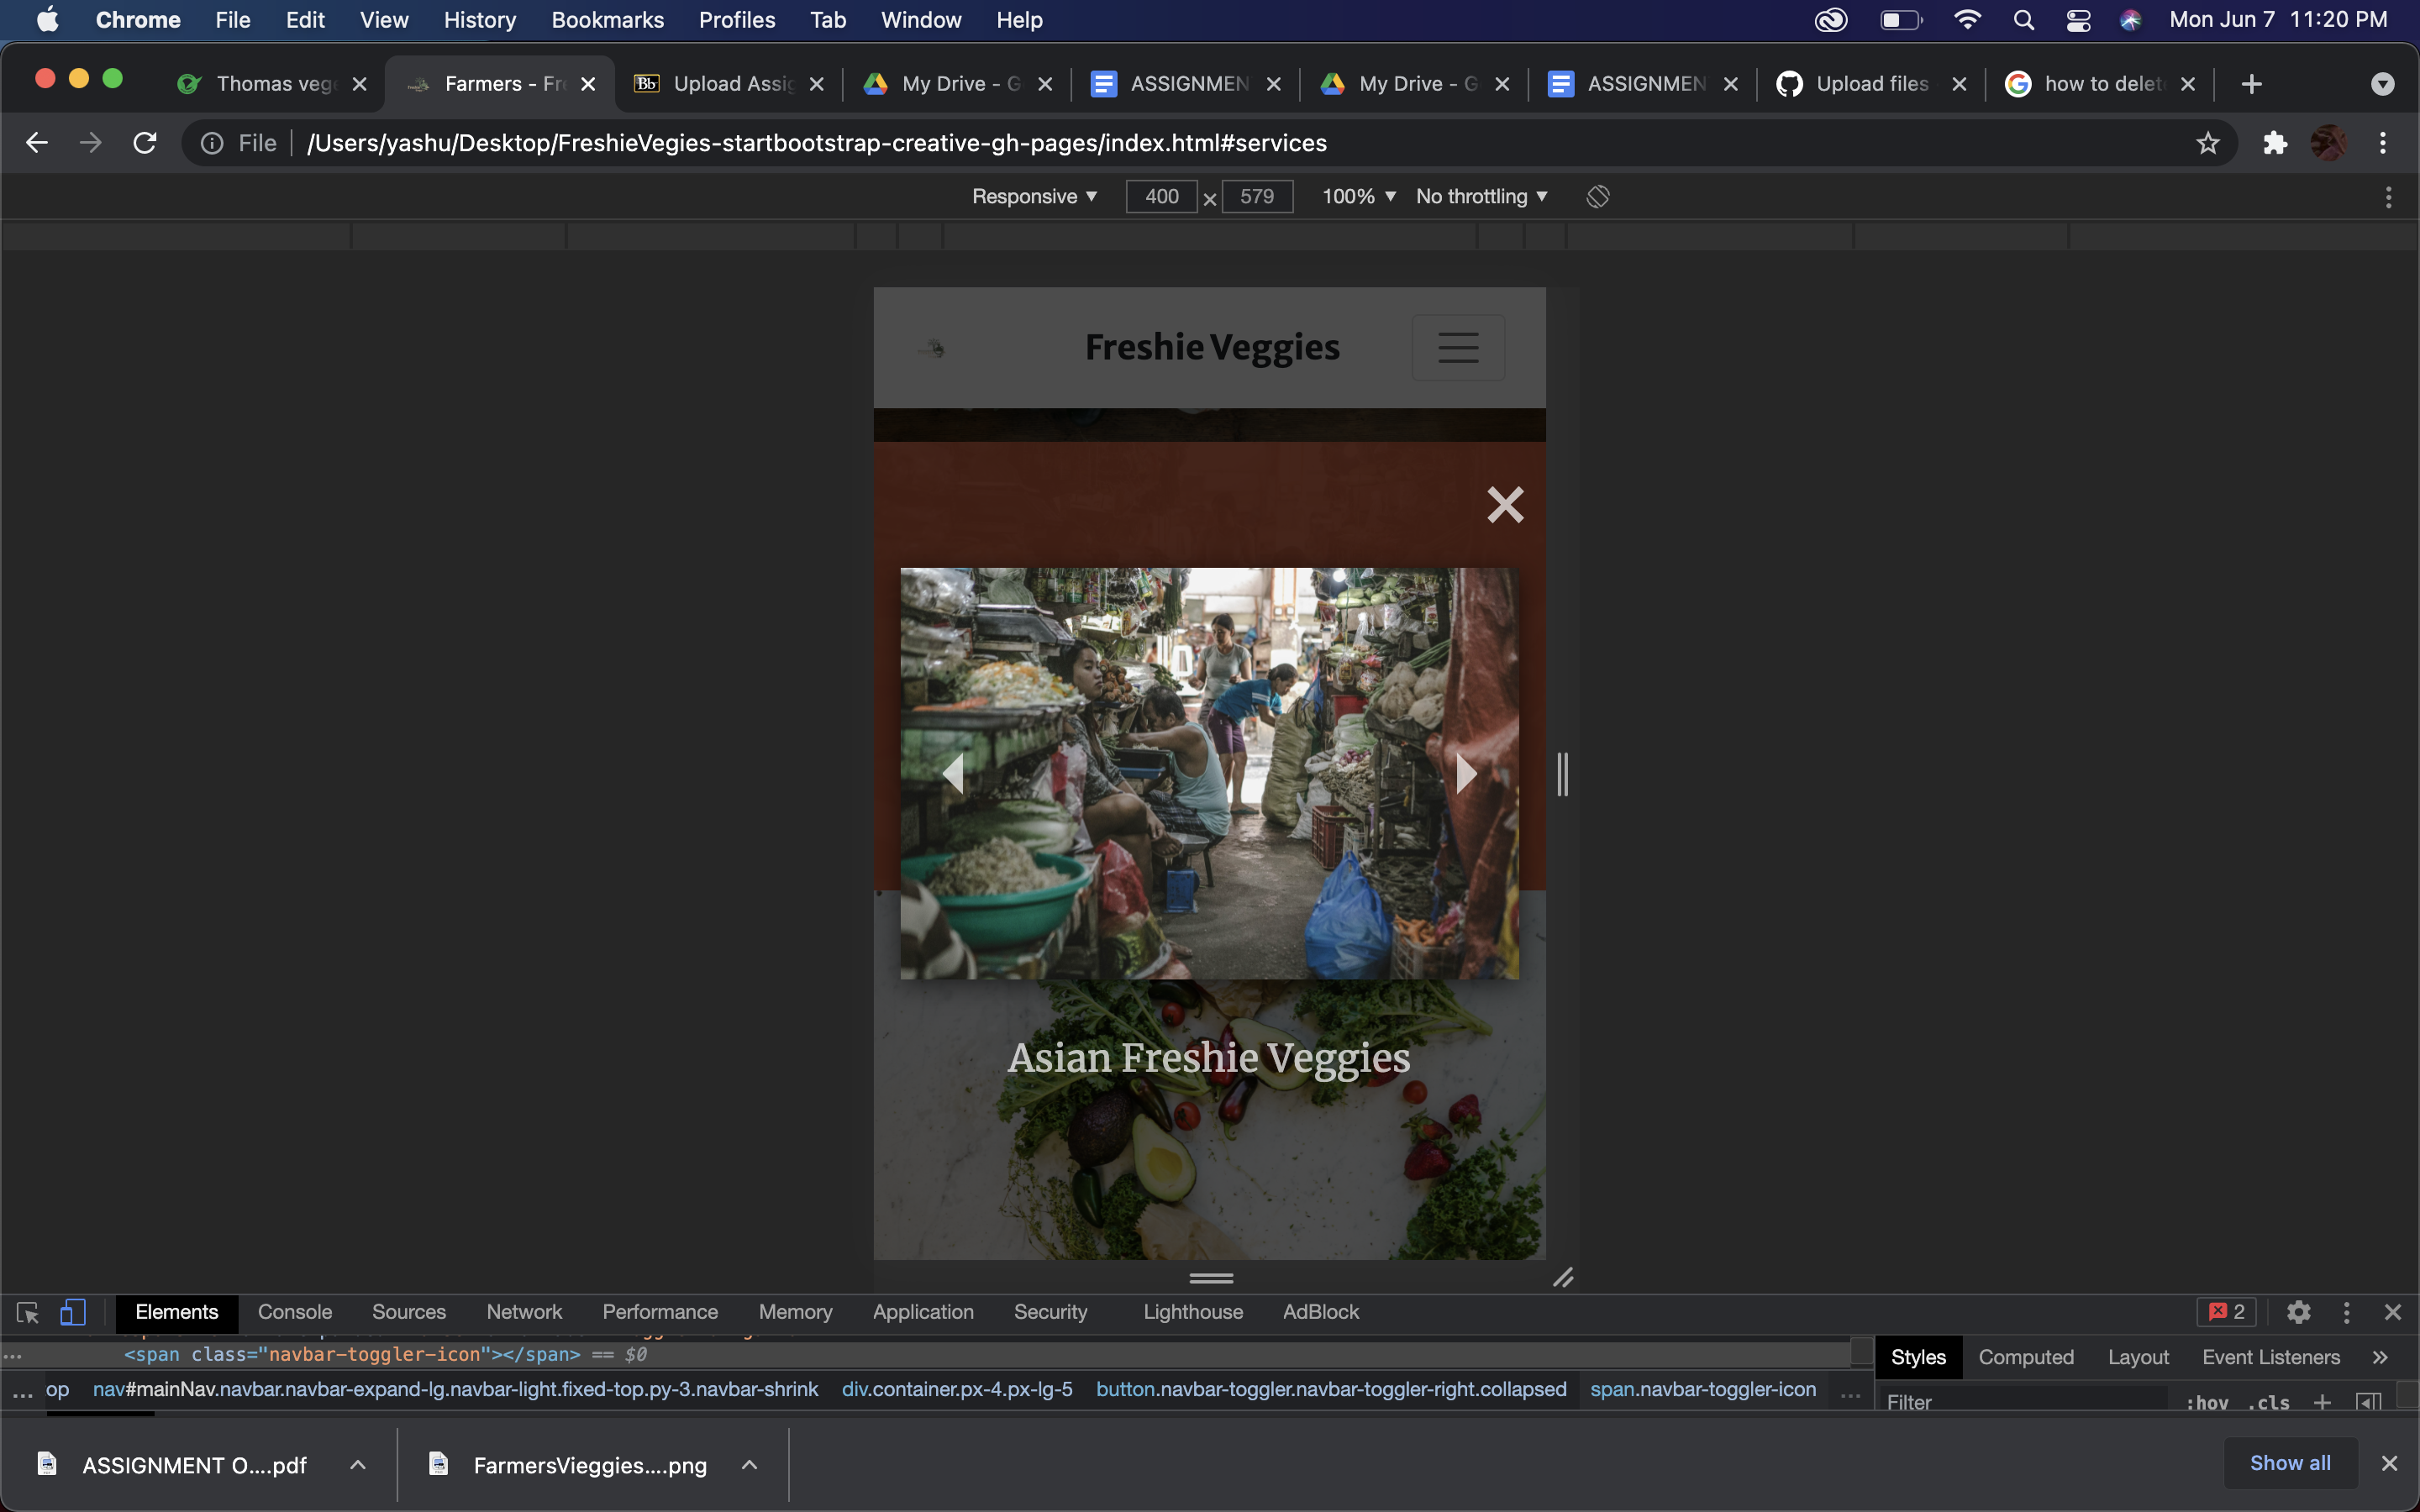 Chrome File Edit View History Bookmarks Profiles Tab Window Help Mon Jun 7 11:20 PM
Thomas vege Farmers - Fre Bb Upload Assig My Drive - G ASSIGNMEN My Drive - G ASSIGNMEN Upload files how to delet
File /Users/yashu/Desktop/FreshieVegies-startbootstrap-creative-gh-pages/index.html#services
Responsive 400 × 579 100% No throttling
Freshie Veggies
Asian Freshie Veggies
Elements Console Sources Network Performance Memory Application Security Lighthouse AdBlock 2
... <span class="navbar-toggler-icon"></span> == $0
Styles Computed Layout Event Listeners »
... op nav#mainNav.navbar.navbar-expand-lg.navbar-light.fixed-top.py-3.navbar-shrink div.container.px-4.px-lg-5 button.navbar-toggler.navbar-toggler-right.collapsed span.navbar-toggler-icon ...
Filter :hov .cls +
ASSIGNMENT O....pdf FarmersVieggies....png Show all